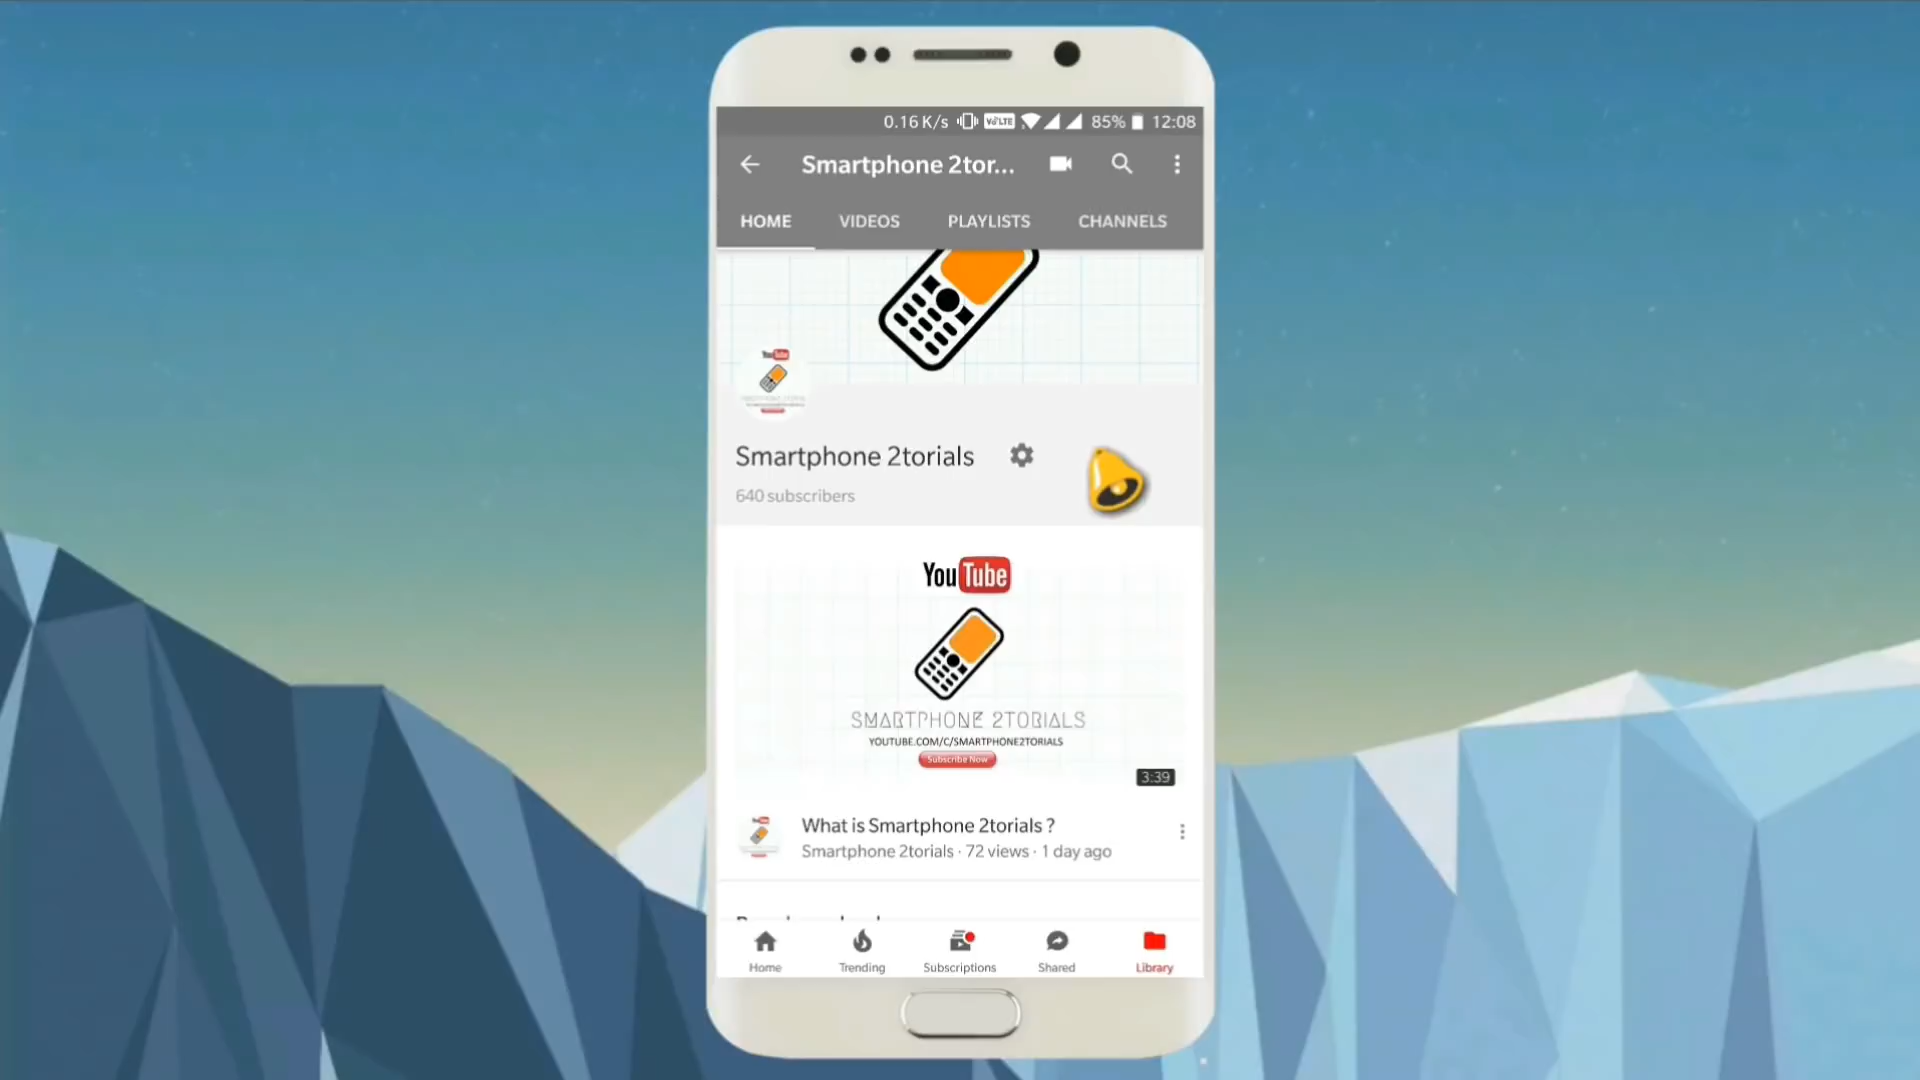 0.16 K/s VoLTE 85% 12:08
Smartphone 2tor...
HOME VIDEOS PLAYLISTS CHANNELS
YouTube
Smartphone 2torials
640 subscribers
YouTube
SMARTPHONE 2TORIALS
YOUTUBE.COM/C/SMARTPHONE2TORIALS
Subscribe Now
3:39
What is Smartphone 2torials ?
Smartphone 2torials · 72 views · 1 day ago
Home Trending Subscriptions Shared Library